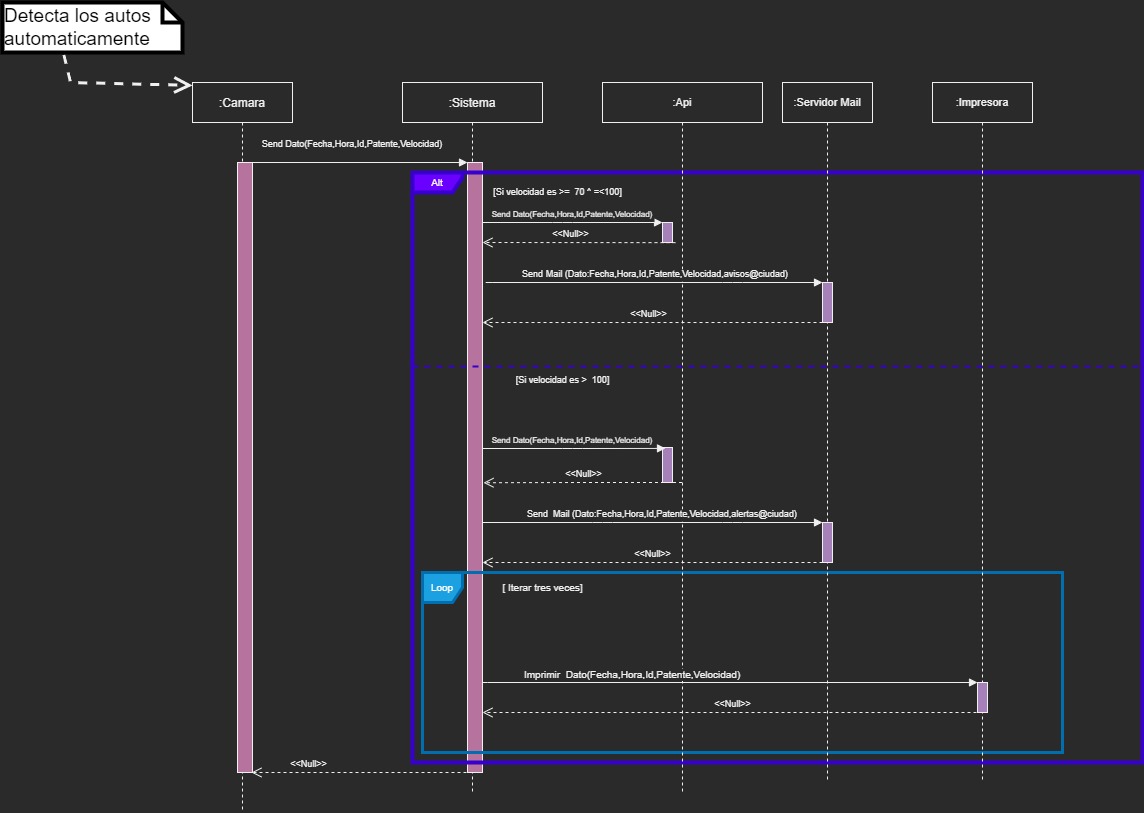 Detecta los autos
automaticamente
:Camara
:Sistema
:Api
:Servidor Mail
:Impresora
Send Dato(Fecha,Hora,Id,Patente,Velocidad)
Alt
[Si velocidad es >=  70 ^ =<100]
Send Dato(Fecha,Hora,Id,Patente,Velocidad)
<<Null>>
Send Mail (Dato:Fecha,Hora,Id,Patente,Velocidad,avisos@ciudad)
<<Null>>
[Si velocidad es >  100]
Send Dato(Fecha,Hora,Id,Patente,Velocidad)
<<Null>>
Send  Mail (Dato:Fecha,Hora,Id,Patente,Velocidad,alertas@ciudad)
<<Null>>
Loop
[ Iterar tres veces]
Imprimir  Dato(Fecha,Hora,Id,Patente,Velocidad)
<<Null>>
<<Null>>